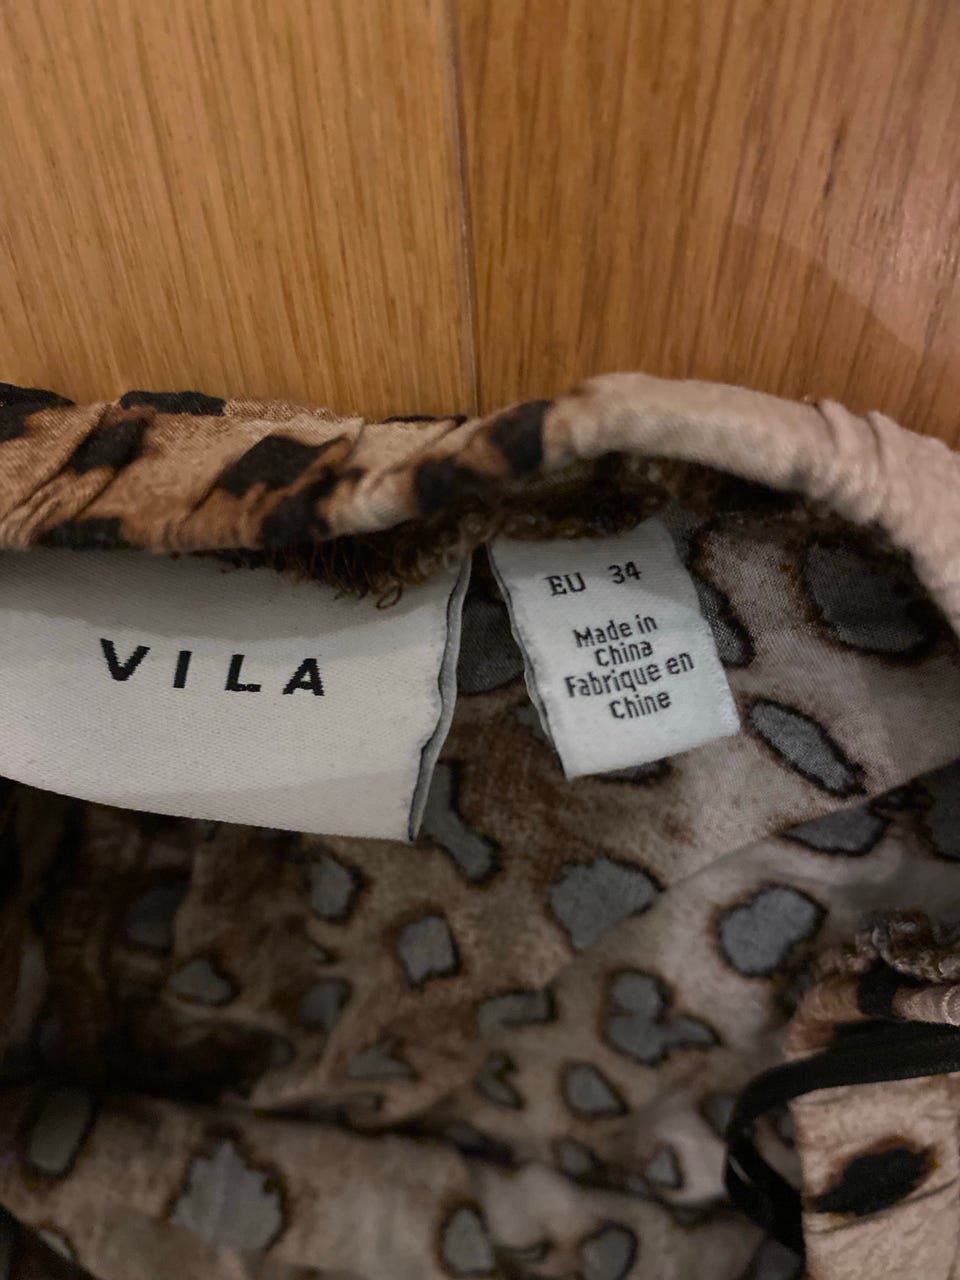 VILA
EU 34
Made in
China
Fabrique en
Chine